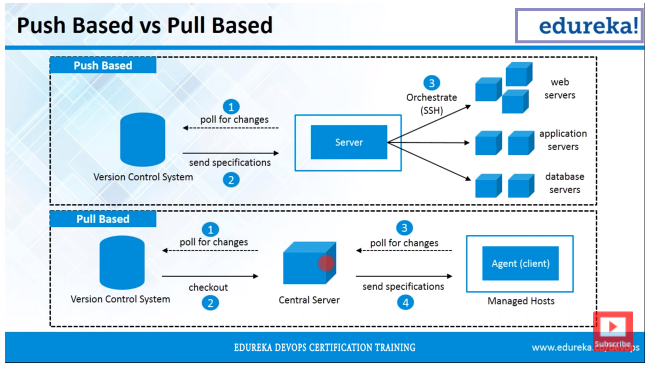 Push Based vs Pull Based
edureka!
Push Based
1
poll for changes
send specifications
2
Version Control System
Server
3
Orchestrate
(SSH)
web
servers
application
servers
database
servers
Pull Based
1
poll for changes
checkout
2
Version Control System
Central Server
3
poll for changes
send specifications
4
Agent (client)
Managed Hosts
EDUREKA DEVOPS CERTIFICATION TRAINING
www.edureka
Subscribe
ps